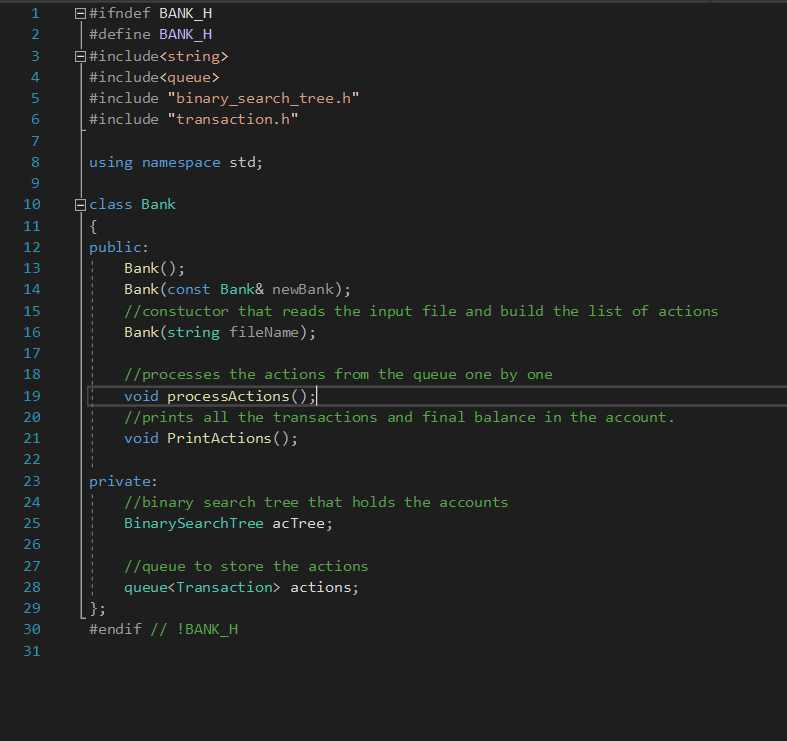 1 #ifndef BANK_H
2 #define BANK_H
3 #include<string>
4 #include<queue>
5 #include "binary_search_tree.h"
6 #include "transaction.h"
7
8 using namespace std;
9
10 class Bank
11 {
12 public:
13 Bank();
14 Bank(const Bank& newBank);
15 //constuctor that reads the input file and build the list of actions
16 Bank(string fileName);
17
18 //processes the actions from the queue one by one
19 void processActions();
20 //prints all the transactions and final balance in the account.
21 void PrintActions();
22
23 private:
24 //binary search tree that holds the accounts
25 BinarySearchTree acTree;
26
27 //queue to store the actions
28 queue<Transaction> actions;
29 };
30 #endif // !BANK_H
31